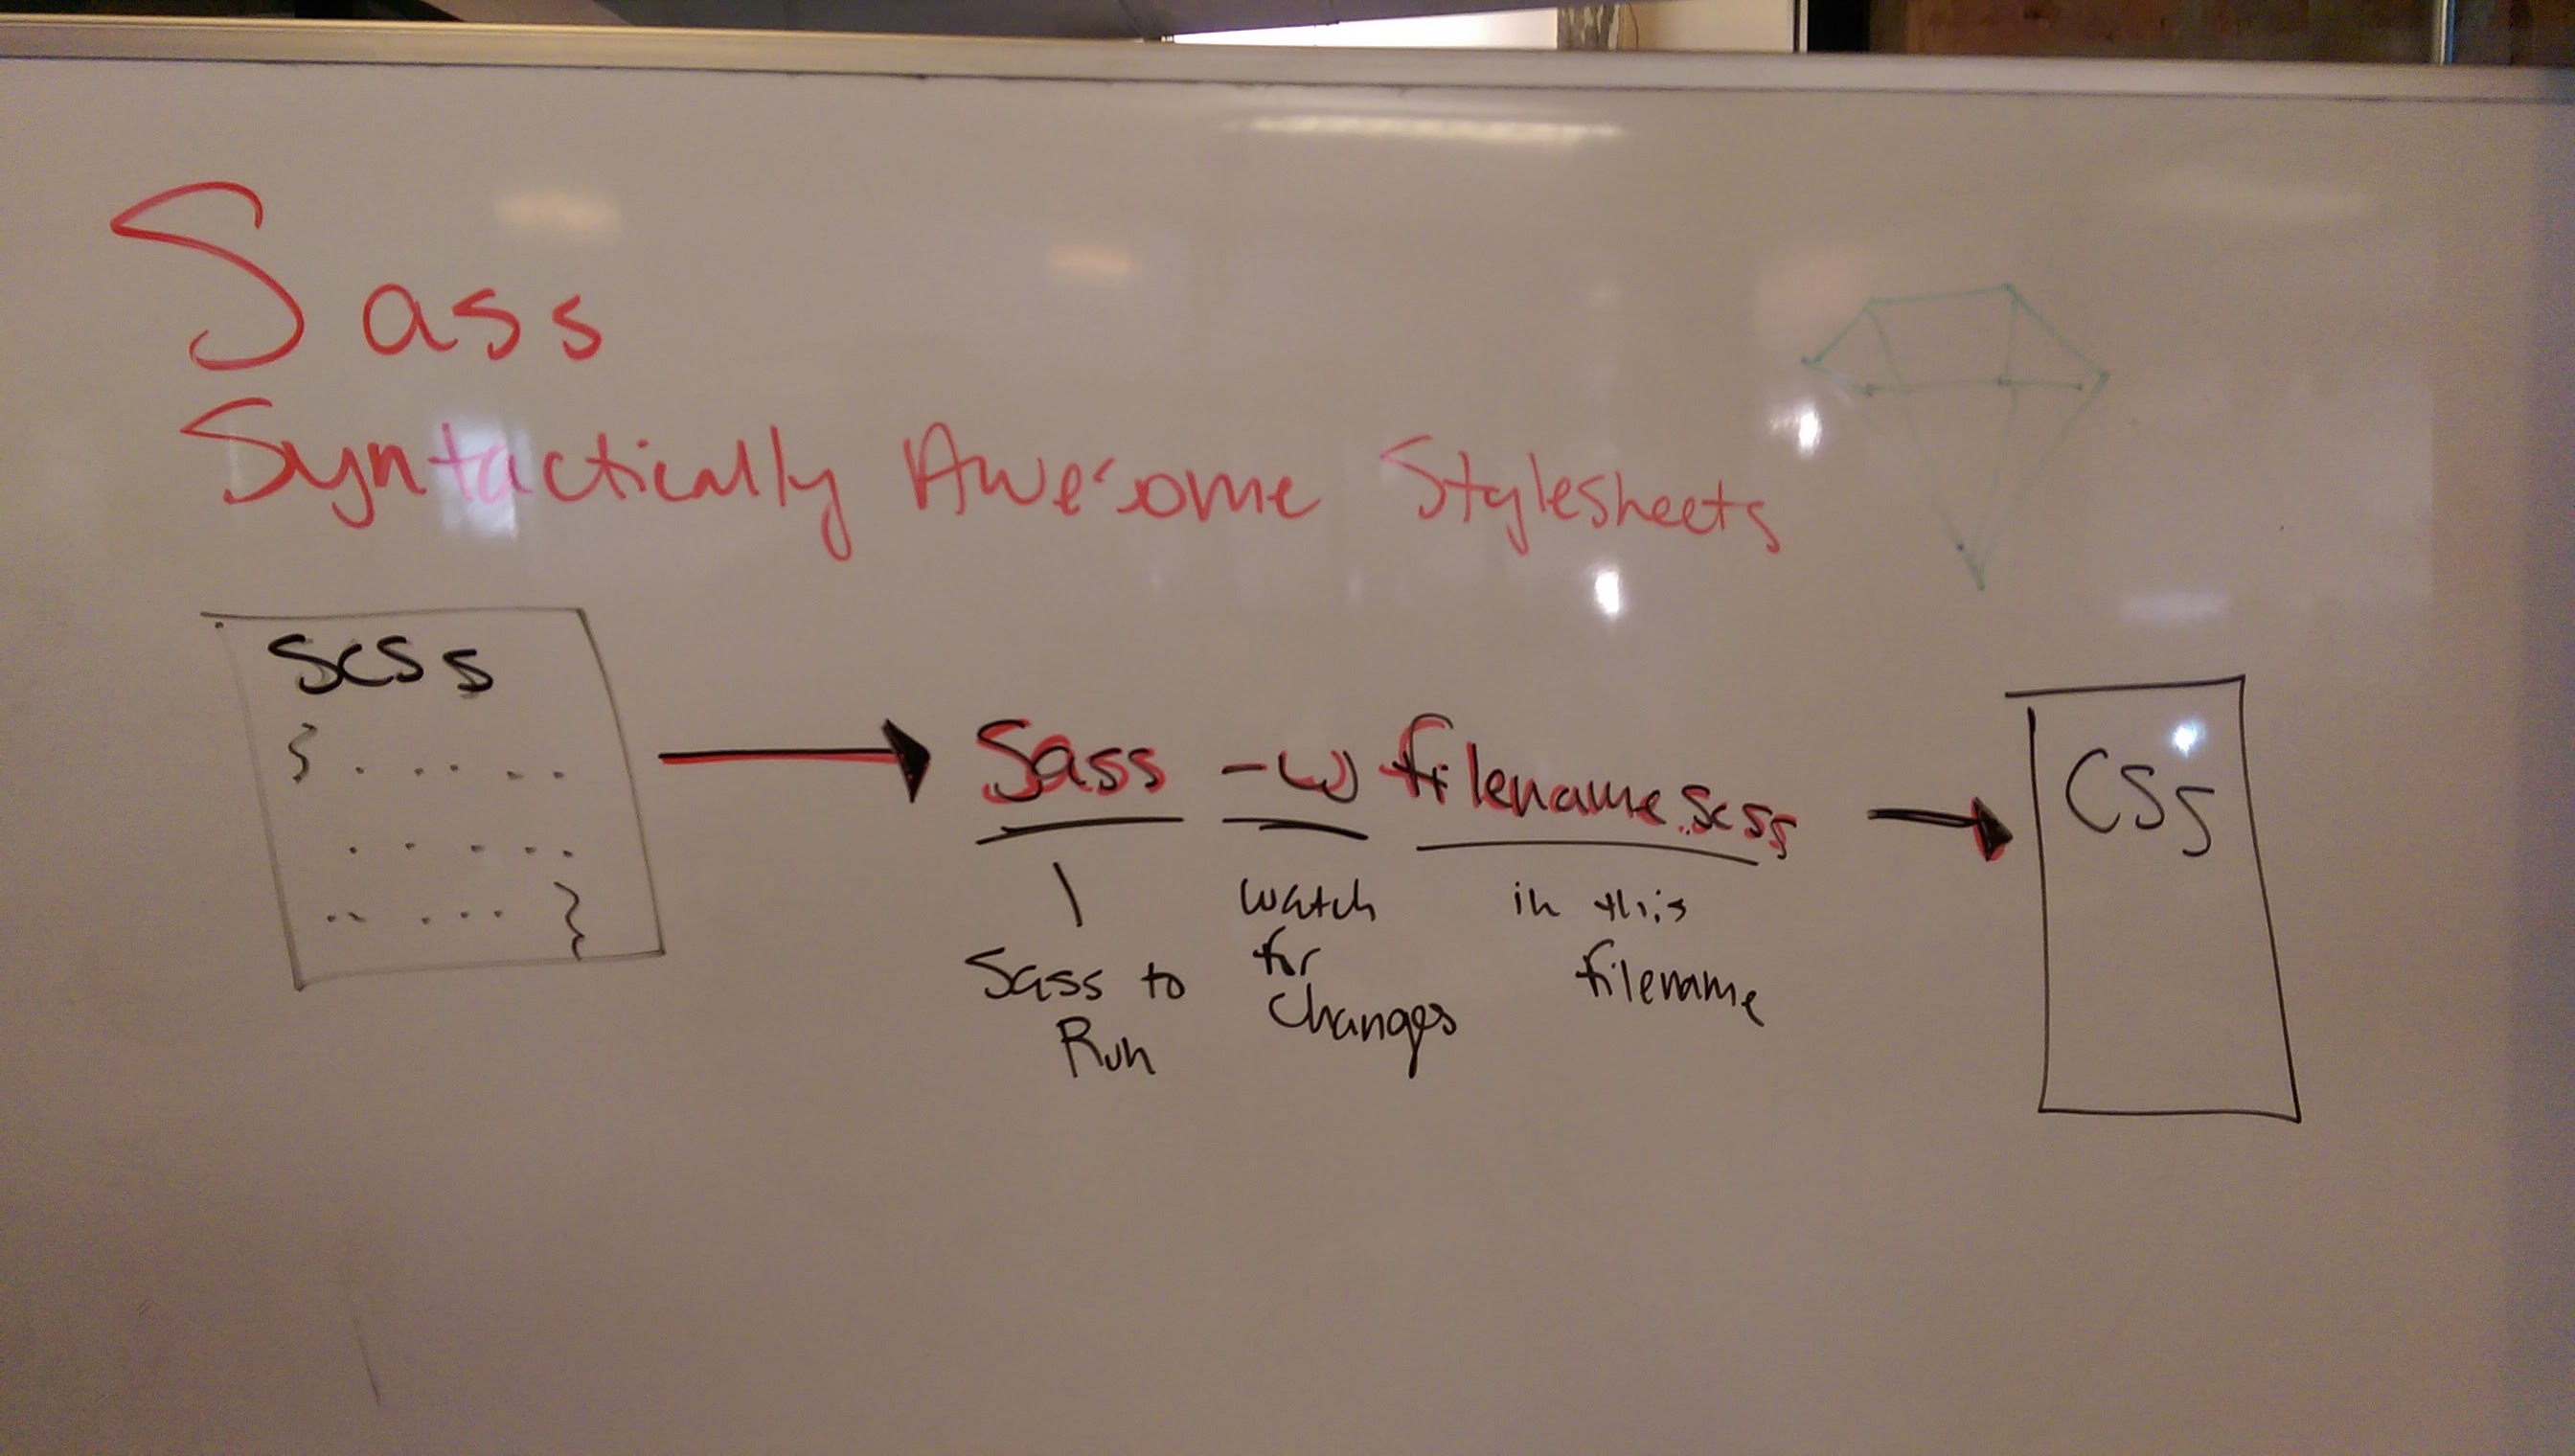 Sass
Syntactically Awesome Stylesheets
SCSS
{ . . . . .
. . . . .
. . . . . }
Sass -w filename.scss
Sass to
Run
watch
for
changes
in this
filename
CSS